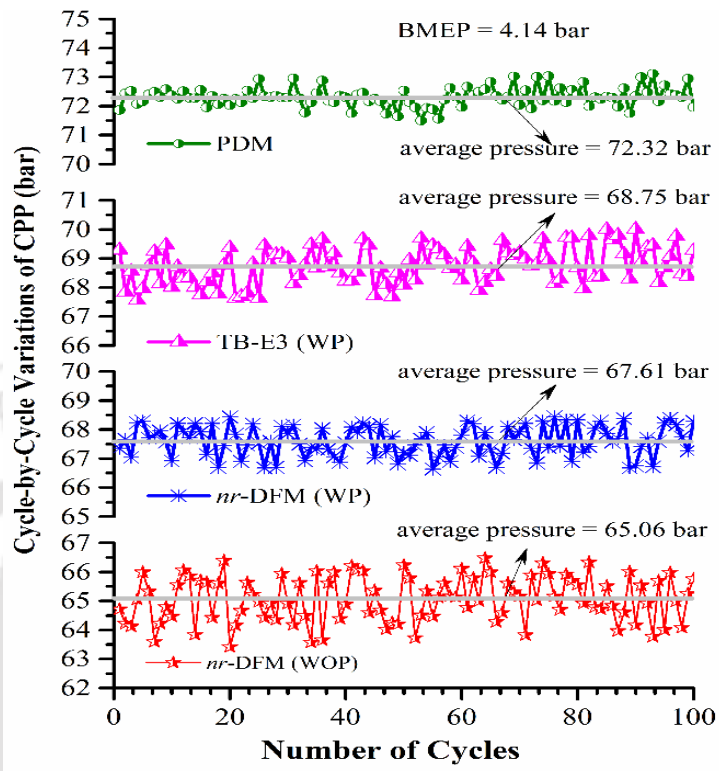 Cycle-by-Cycle Variations of CPP (bar)
75
74
73
72
71
70
BMEP = 4.14 bar
PDM
average pressure = 72.32 bar
71
70
69
68
67
66
average pressure = 68.75 bar
TB-E3 (WP)
70
69
68
67
66
65
average pressure = 67.61 bar
nr-DFM (WP)
67
66
65
64
63
62
average pressure = 65.06 bar
nr-DFM (WOP)
0 20 40 60 80 100
Number of Cycles